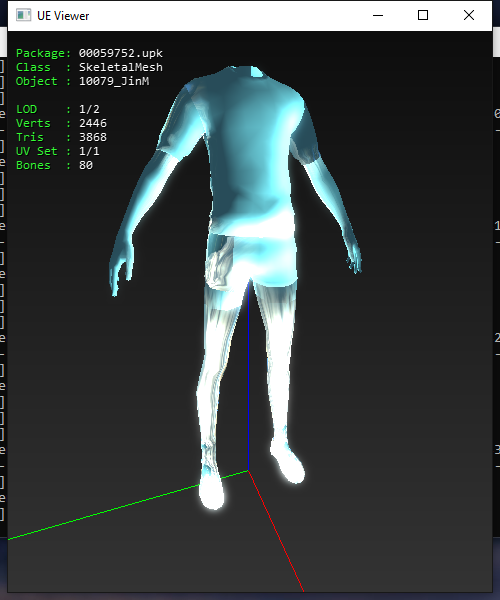 UE Viewer
Package: 00059752.upk
Class : SkeletalMesh
Object : 10079_JinM
LOD : 1/2
Verts : 2446
Tris : 3868
UV Set : 1/1
Bones : 80